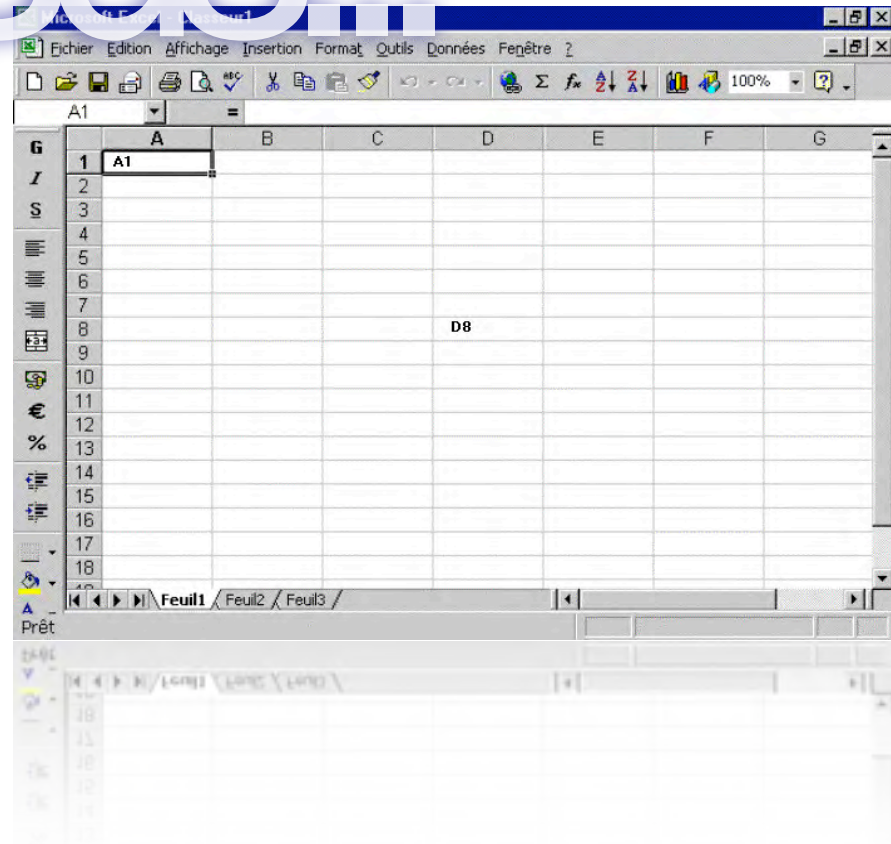 Microsoft Excel - Classeur1
Fichier Edition Affichage Insertion Format Outils Données Fenêtre ?
100%
A1 =
A B C D E F G
G
I
S
1 A1
2
3
4
5
6
7
8 D8
9
10
€
11
12
%
13
14
15
16
17
18
Feuil1 Feuil2 Feuil3
Prêt